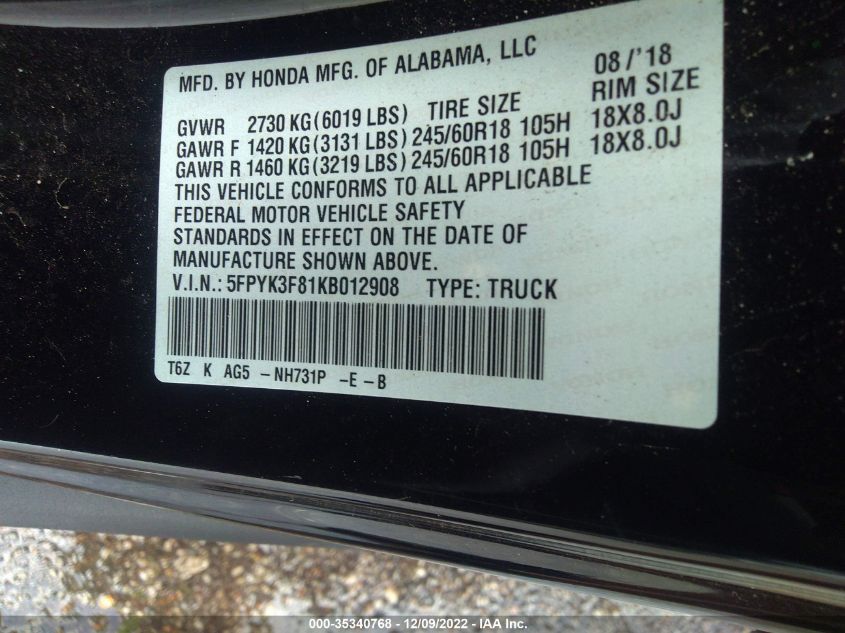 MFD. BY HONDA MFG. OF ALABAMA, LLC 08/'18
GVWR 2730 KG(6019 LBS) TIRE SIZE RIM SIZE
GAWR F 1420 KG(3131 LBS) 245/60R18 105H 18X8.0J
GAWR R 1460 KG(3219 LBS) 245/60R18 105H 18X8.0J
THIS VEHICLE CONFORMS TO ALL APPLICABLE
FEDERAL MOTOR VEHICLE SAFETY
STANDARDS IN EFFECT ON THE DATE OF
MANUFACTURE SHOWN ABOVE.
V.I.N.: 5FPYK3F81KB012908 TYPE: TRUCK
T6Z K AG5 -NH731P -E-B
000-35340768 - 12/09/2022 - IAA Inc.